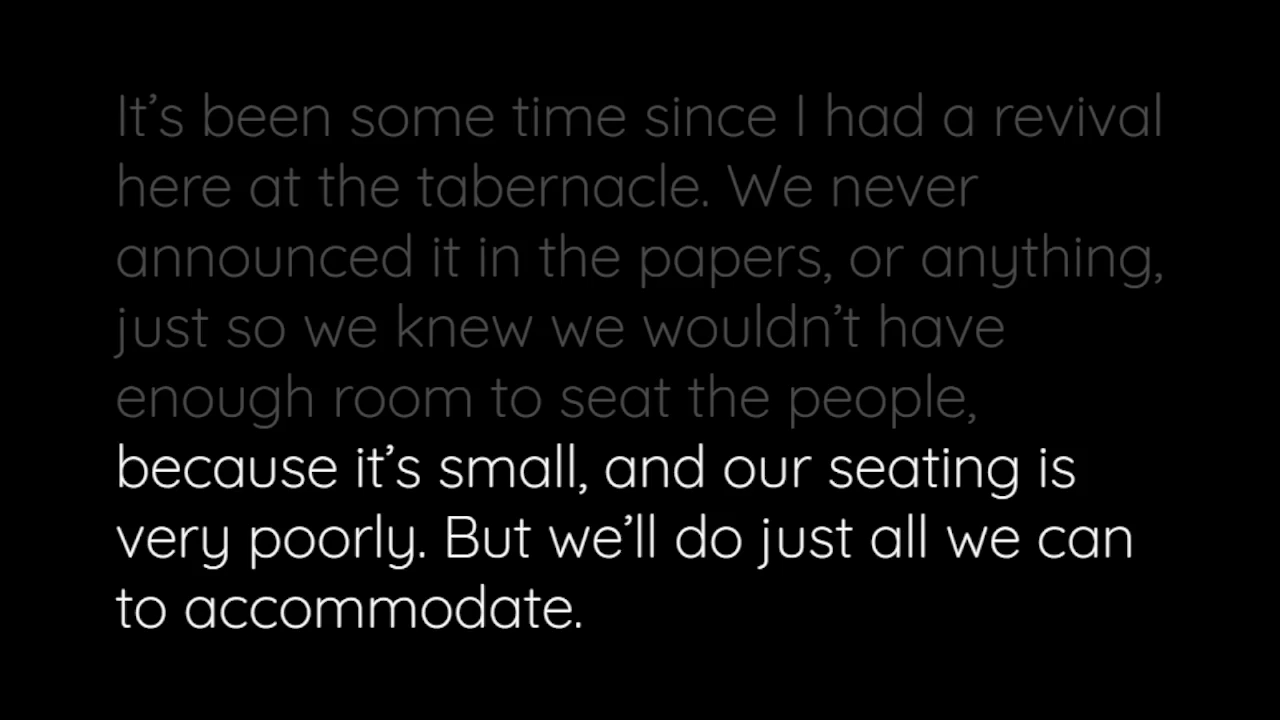 It’s been some time since I had a revival
here at the tabernacle. We never
announced it in the papers, or anything,
just so we knew we wouldn’t have
enough room to seat the people,
because it’s small, and our seating is
very poorly. But we’ll do just all we can
to accommodate.